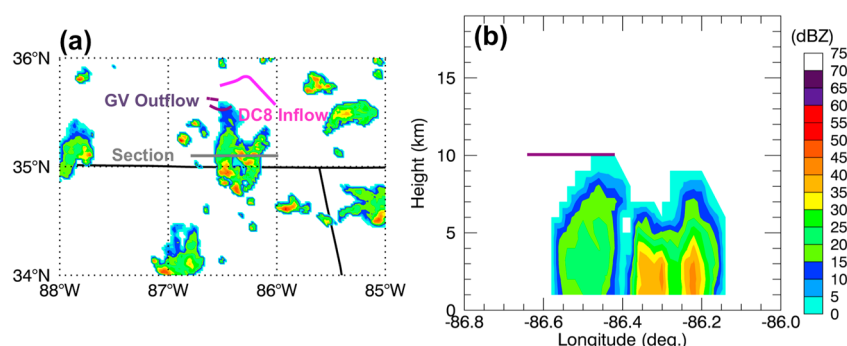 (a)
36°N
GV Outflow
DC8 Inflow
Section
35°N
34°N
88°W 87°W 86°W 85°W
(b)
Height (km)
15
10
5
0
-86.8 -86.6 -86.4 -86.2 -86.0
Longitude (deg.)
(dBZ)
75
70
65
60
55
50
45
40
35
30
25
20
15
10
5
0